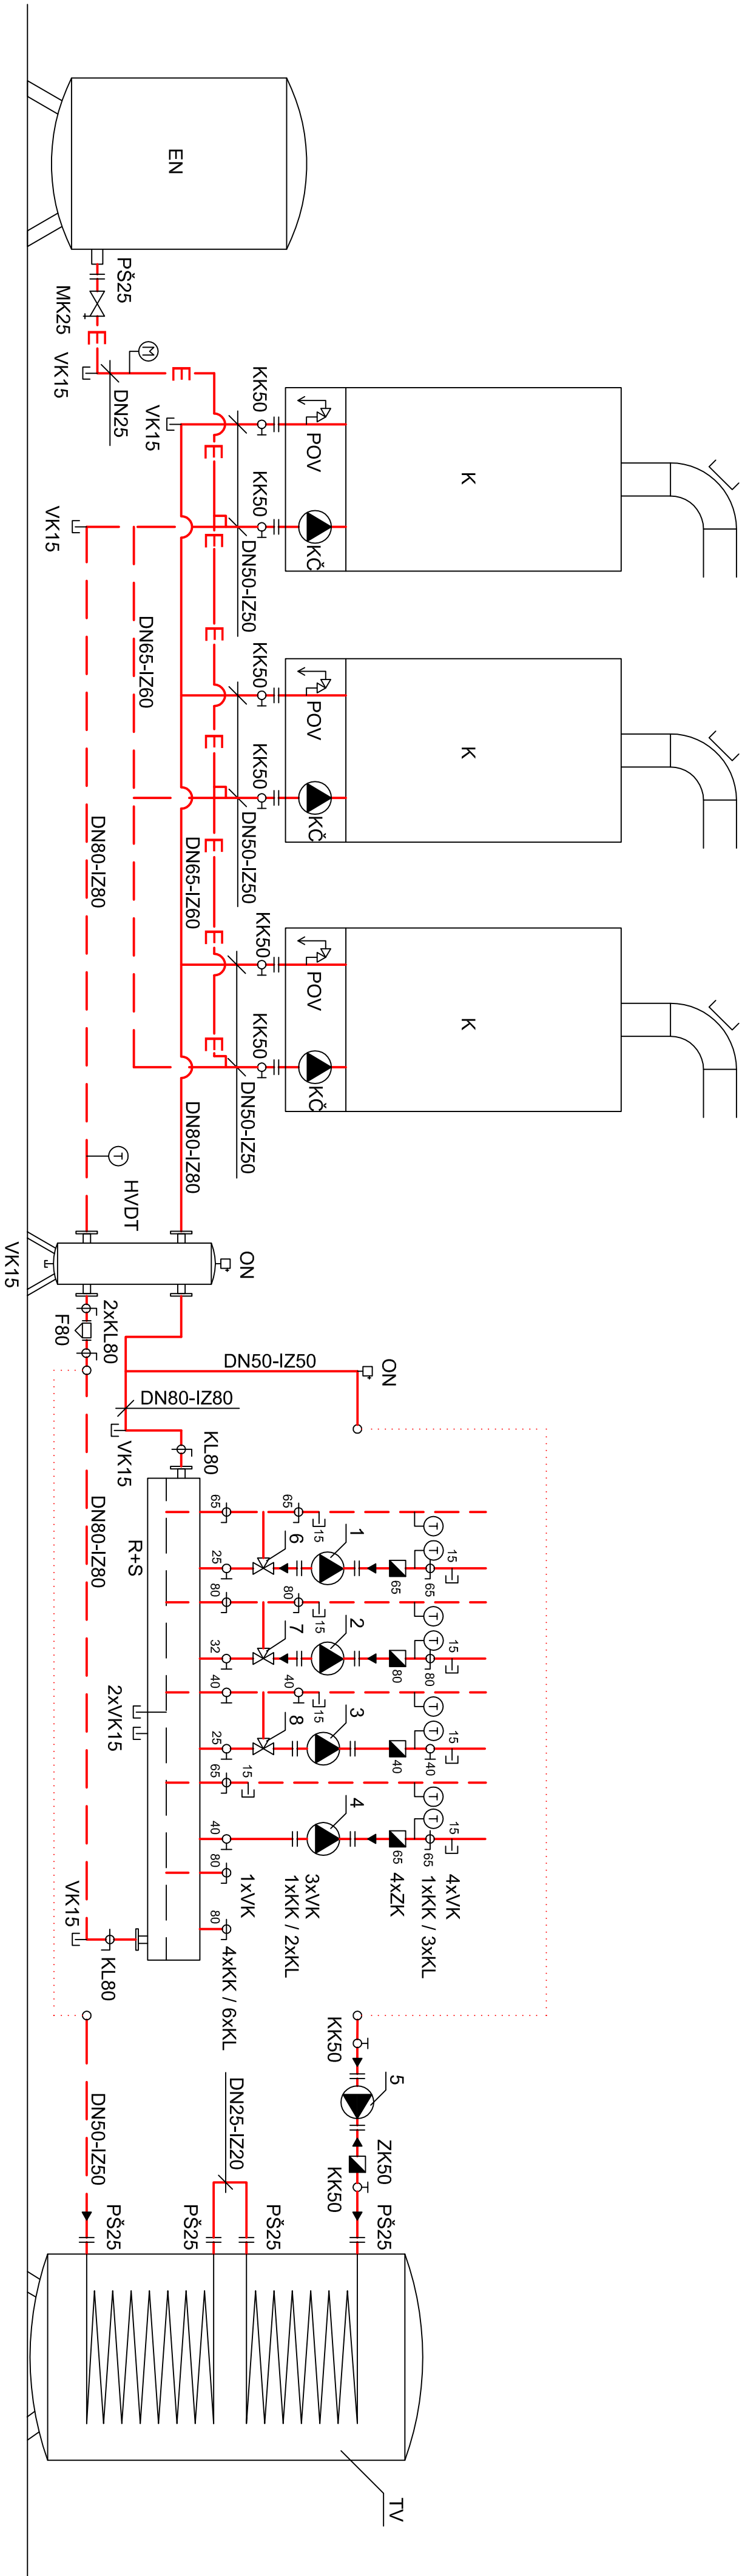 EN
PŠ25
MK25
VK15
M
DN25
VK15
KK50
POV
K
KK50
KČ
VK15
DN50-IZ50
DN65-IZ60
KK50
POV
K
KK50
KČ
DN50-IZ50
DN80-IZ80
DN65-IZ60
KK50
POV
K
KK50
KČ
DN50-IZ50
DN80-IZ80
T
HVDT
VK15
ON
2xKL80
F80
DN50-IZ50
ON
DN80-IZ80
VK15
KL80
DN80-IZ80
R+S
65
65
15
T
1
6
25
T
15
65
65
80
80
15
T
2
7
32
T
15
80
80
40
40
15
T
3
8
25
T
15
40
40
65
15
T
4
40
T
15
65
65
80
80
2xVK15
1xVK
3xVK
1xKK / 2xKL
4xZK
4xVK
1xKK / 3xKL
4xKK / 6xKL
VK15
KL80
KK50
5
ZK50
KK50
PŠ25
DN25-IZ20
PŠ25
PŠ25
DN50-IZ50
PŠ25
TV